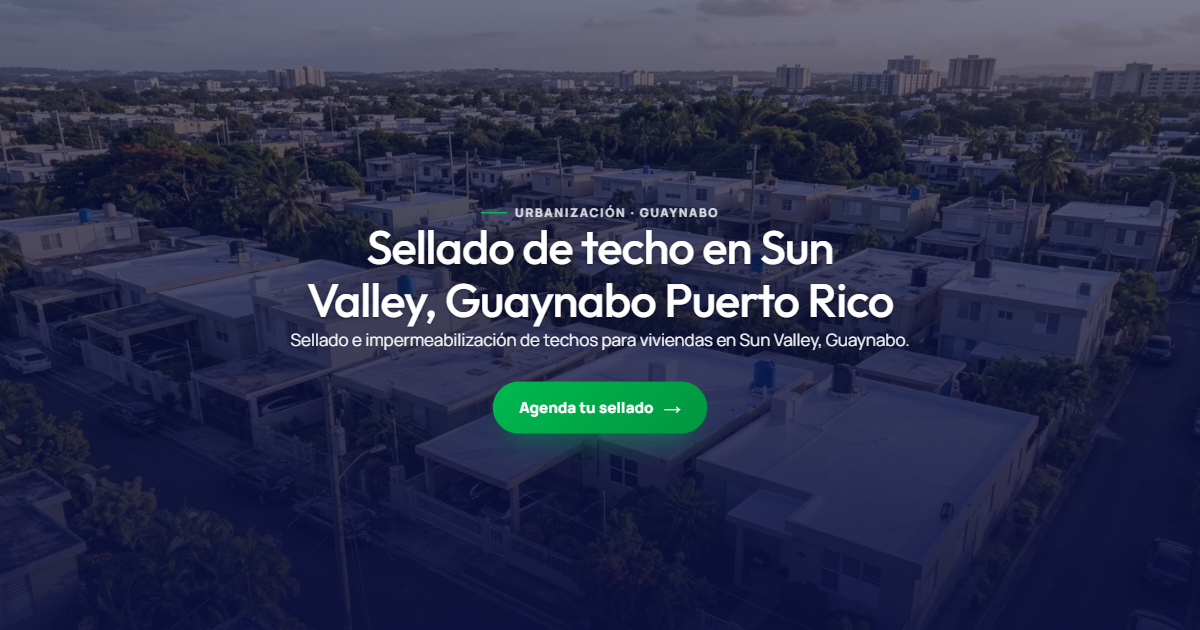 URBANIZACIÓN · GUAYNABO
Sellado de techo en Sun
Valley, Guaynabo Puerto Rico
Sellado e impermeabilización de techos para viviendas en Sun Valley, Guaynabo.
Agenda tu sellado →